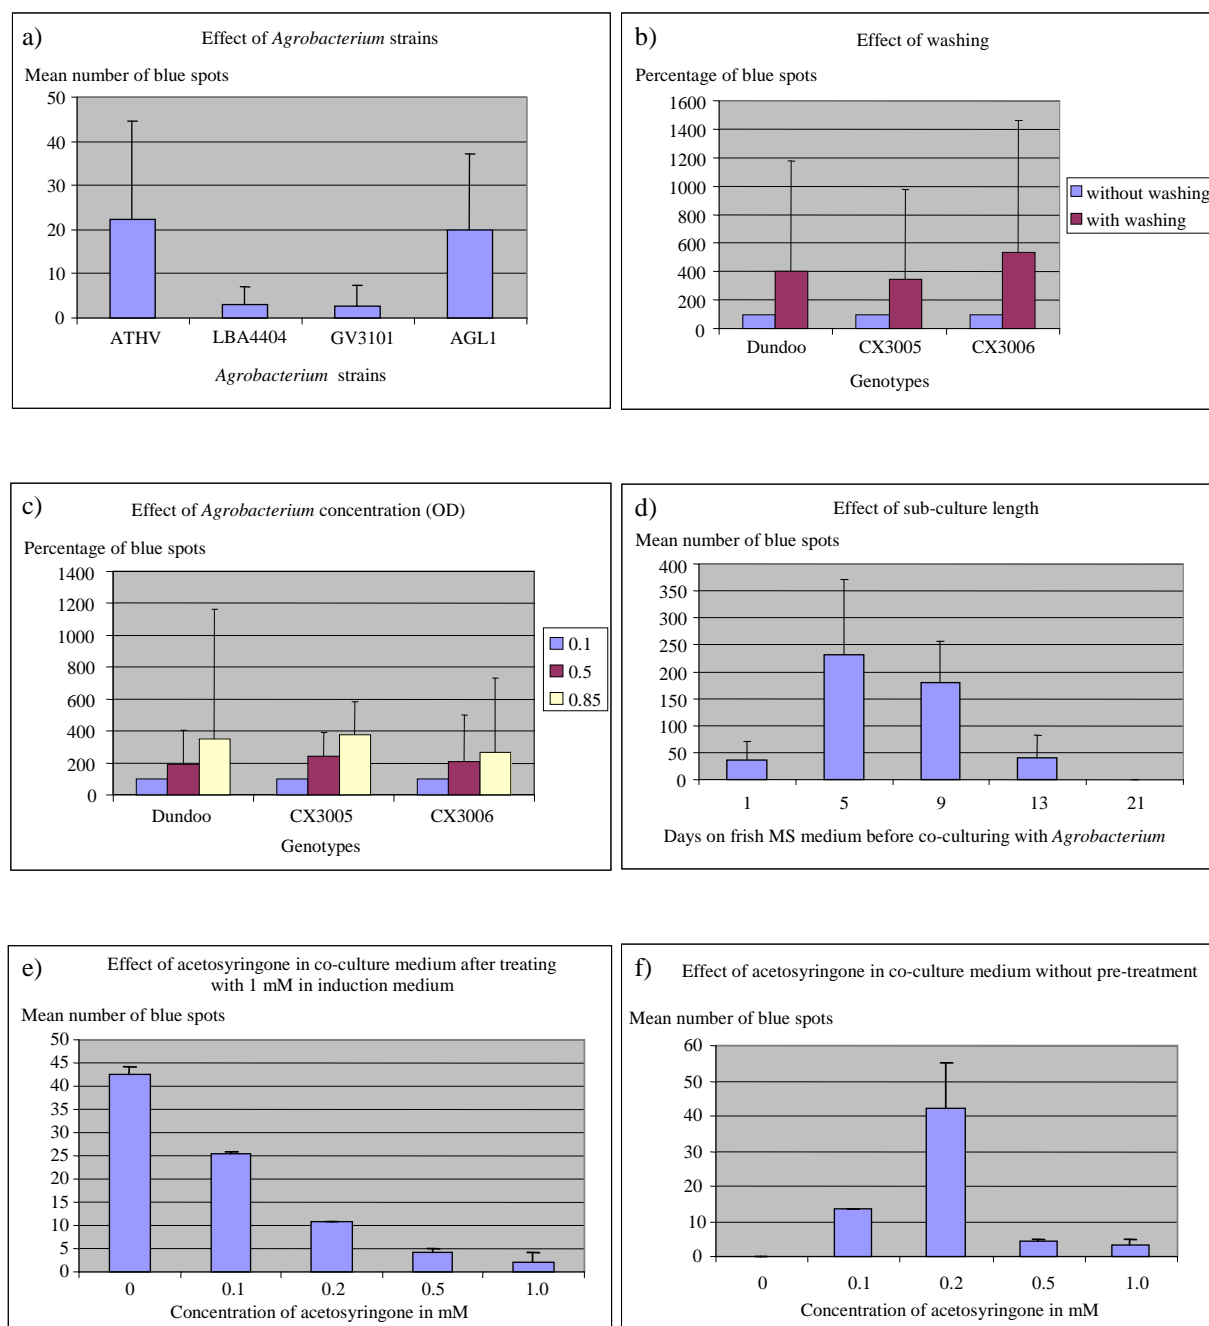 a)
Effect of Agrobacterium strains
Mean number of blue spots
50
40
30
20
10
0
ATHV LBA4404 GV3101 AGL1
Agrobacterium strains
b)
Effect of washing
Percentage of blue spots
1600
1400
1200
1000
800
600
400
200
0
Dundoo CX3005 CX3006
Genotypes
without washing
with washing
c)
Effect of Agrobacterium concentration (OD)
Percentage of blue spots
1400
1200
1000
800
600
400
200
0
Dundoo CX3005 CX3006
Genotypes
0.1
0.5
0.85
d)
Effect of sub-culture length
Mean number of blue spots
400
350
300
250
200
150
100
50
0
1 5 9 13 21
Days on frish MS medium before co-culturing with Agrobacterium
e)
Effect of acetosyringone in co-culture medium after treating
with 1 mM in induction medium
Mean number of blue spots
50
45
40
35
30
25
20
15
10
5
0
0 0.1 0.2 0.5 1.0
Concentration of acetosyringone in mM
f)
Effect of acetosyringone in co-culture medium without pre-treatment
Mean number of blue spots
60
50
40
30
20
10
0
0 0.1 0.2 0.5 1.0
Concentration of acetosyringone in mM